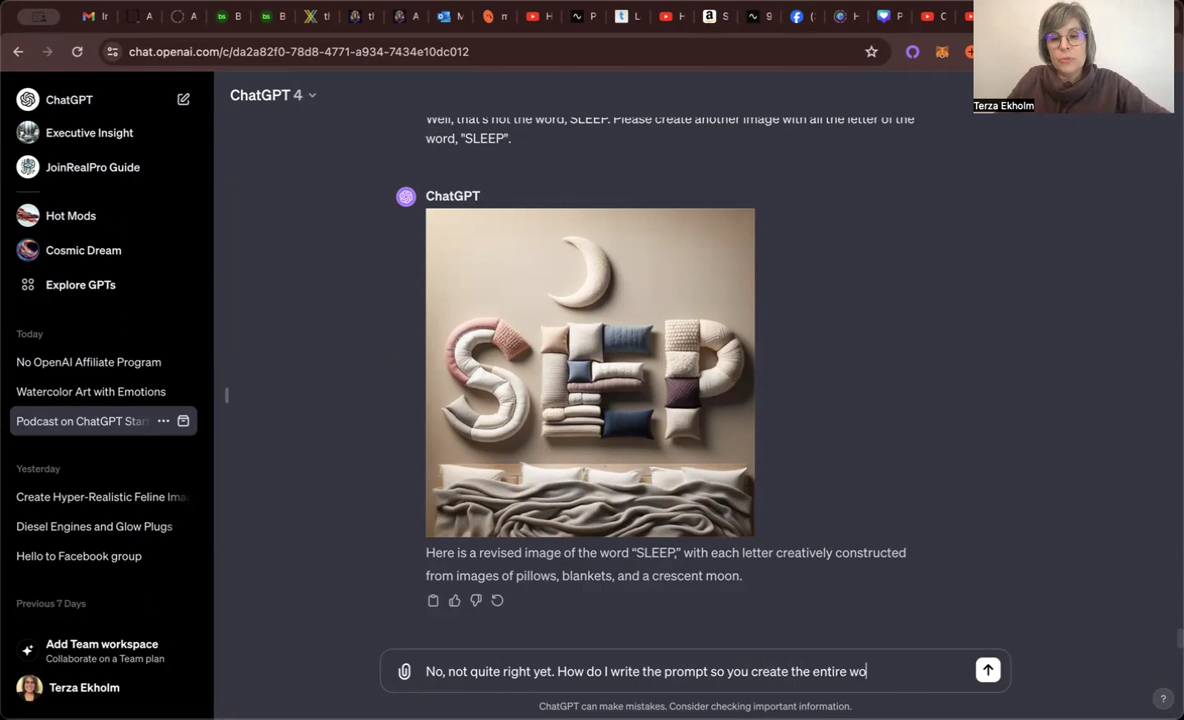 chat.openai.com/c/da2a82f0-78d8-4771-a934-7434e10dc012
Terza Ekholm
ChatGPT
Executive Insight
JoinRealPro Guide
Hot Mods
Cosmic Dream
Explore GPTs
Today
No OpenAI Affiliate Program
Watercolor Art with Emotions
Podcast on ChatGPT Star
Yesterday
Create Hyper-Realistic Feline Ima
Diesel Engines and Glow Plugs
Hello to Facebook group
Previous 7 Days
Add Team workspace
Collaborate on a Team plan
Terza Ekholm
ChatGPT 4
Well, that's not the word, SLEEP. Please create another image with all the letter of the
word, "SLEEP".
ChatGPT
SEP
Here is a revised image of the word “SLEEP,” with each letter creatively constructed
from images of pillows, blankets, and a crescent moon.
No, not quite right yet. How do I write the prompt so you create the entire wo
ChatGPT can make mistakes. Consider checking important information.
?